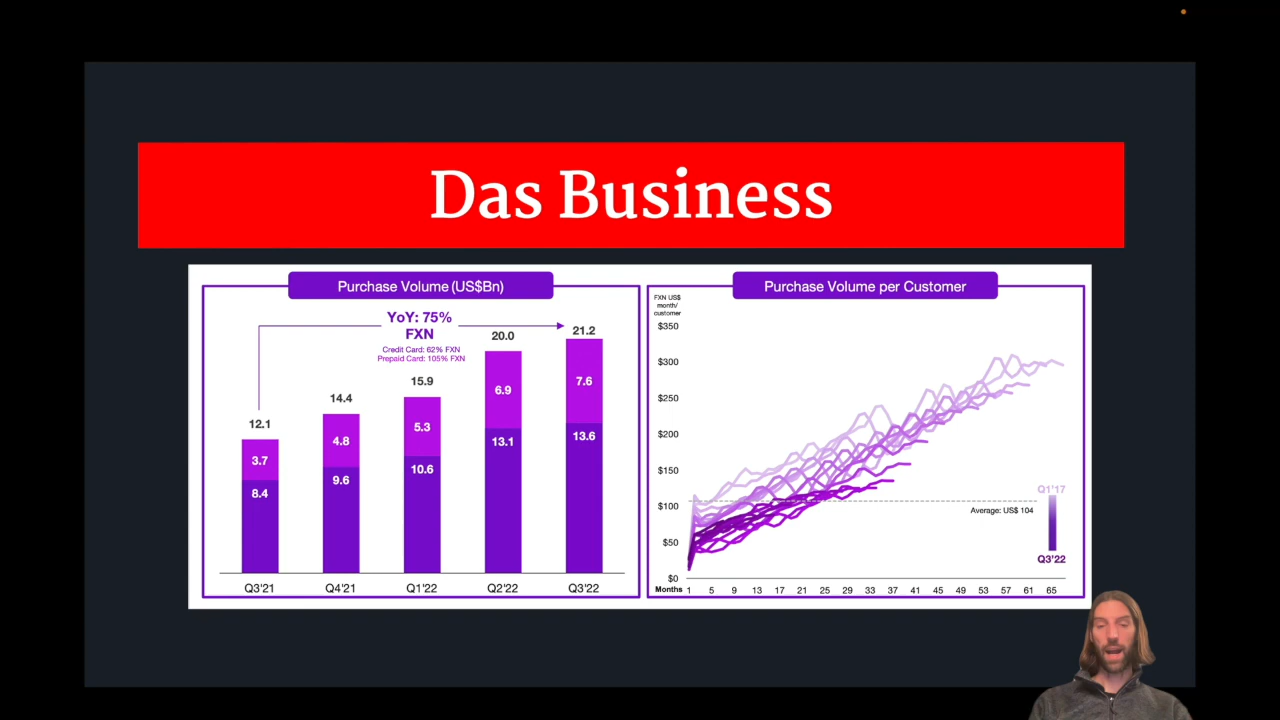 Das Business
Purchase Volume (US$Bn)
YoY: 75%
FXN
Credit Card: 62% FXN
Prepaid Card: 105% FXN
12.1
14.4
15.9
20.0
21.2
3.7
4.8
5.3
6.9
7.6
8.4
9.6
10.6
13.1
13.6
Q3'21 Q4'21 Q1'22 Q2'22 Q3'22
Purchase Volume per Customer
FXN US$
month/
customer
$350
$300
$250
$200
$150
$100
$50
$0
Average: US$ 104
Q1'17
Q3'22
Months 1 5 9 13 17 21 25 29 33 37 41 45 49 53 57 61 65